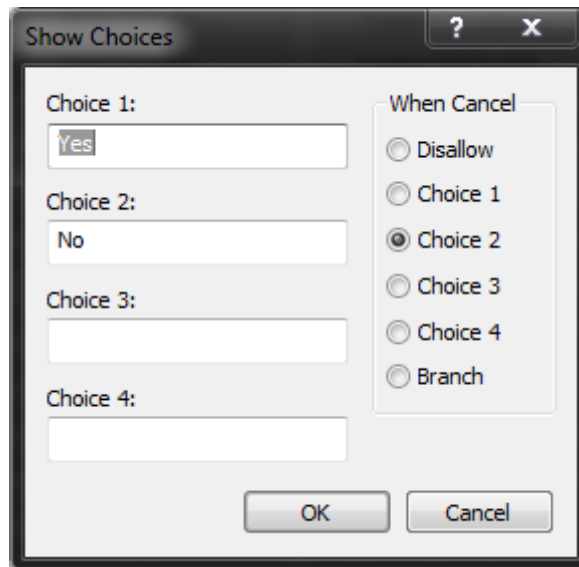 Show Choices
?
x
Choice 1:
Yes
Choice 2:
No
Choice 3:
Choice 4:
When Cancel
Disallow
Choice 1
Choice 2
Choice 3
Choice 4
Branch
OK
Cancel